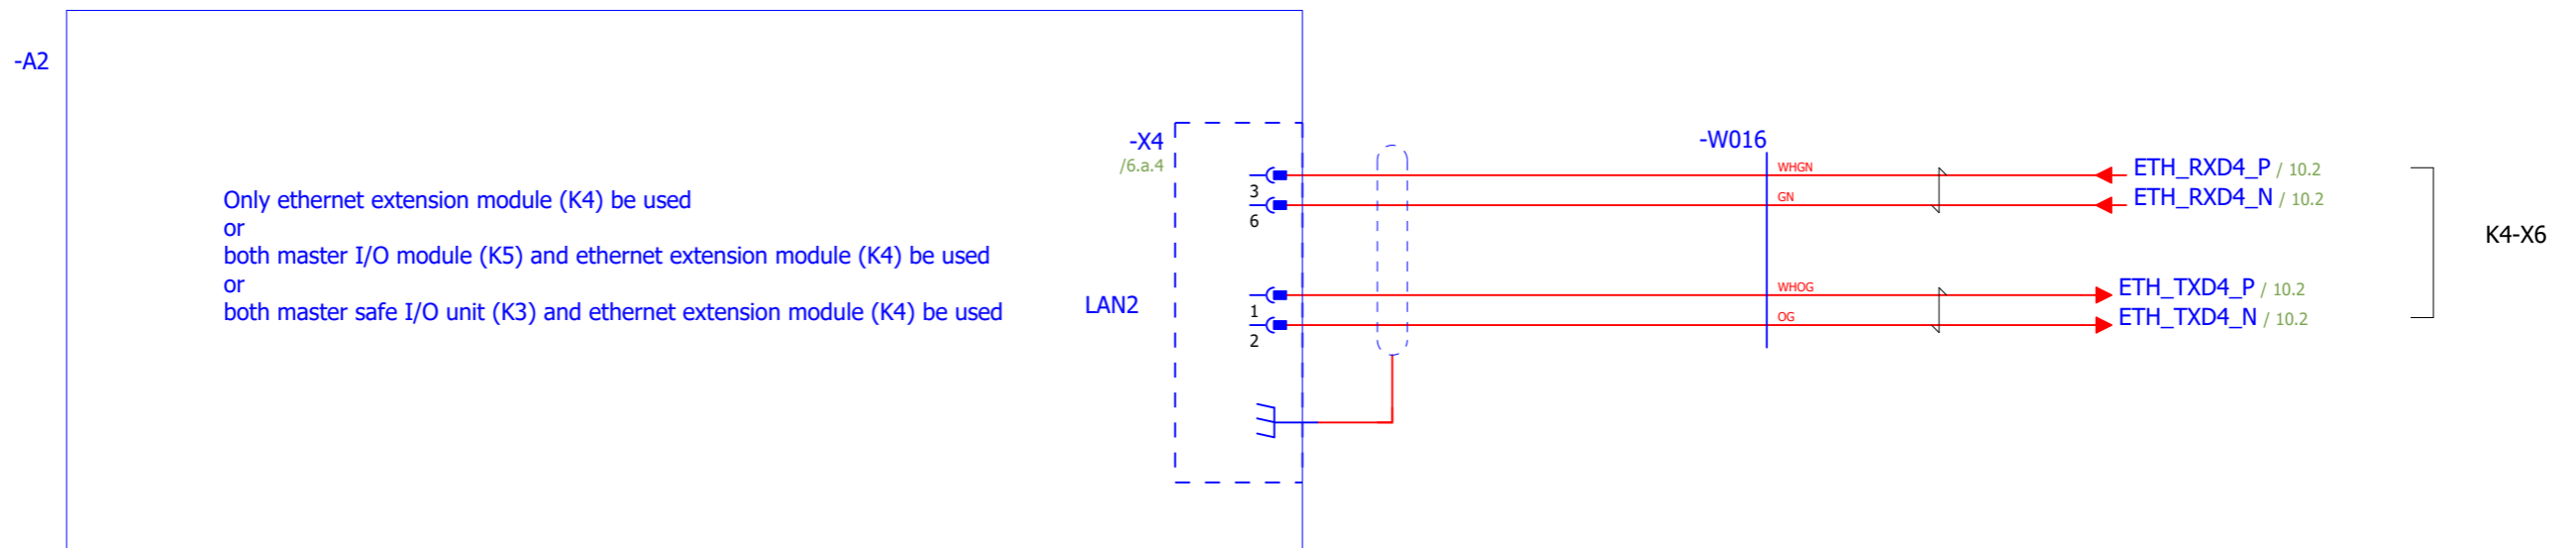 -A2
-X4
/6.a.4
-W016
Only ethernet extension module (K4) be used
or
both master I/O module (K5) and ethernet extension module (K4) be used
or
both master safe I/O unit (K3) and ethernet extension module (K4) be used
LAN2
3
6
1
2
WHGN
GN
WHOG
OG
ETH_RXD4_P / 10.2
ETH_RXD4_N / 10.2
ETH_TXD4_P / 10.2
ETH_TXD4_N / 10.2
K4-X6